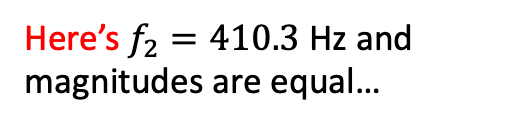 Here's f₂ = 410.3 Hz and
magnitudes are equal...